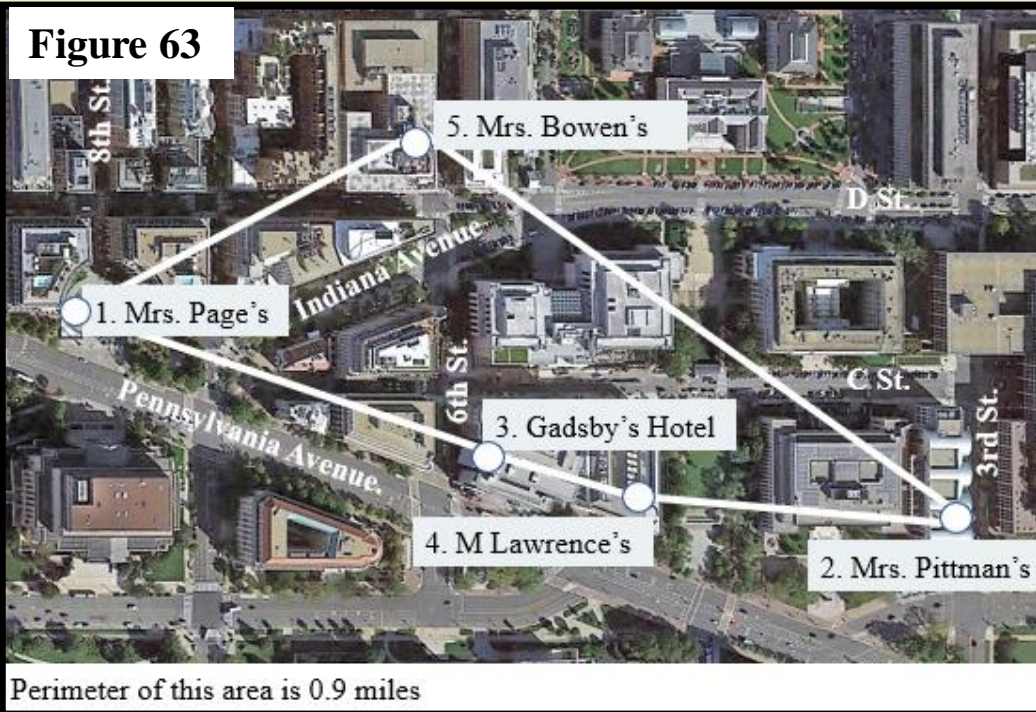 Figure 63
8th St.
5. Mrs. Bowen's
D St.
Indiana Avenue
1. Mrs. Page's
6th St.
C St.
Pennsylvania Avenue.
3. Gadsby's Hotel
3rd St.
4. M Lawrence's
2. Mrs. Pittman's
Perimeter of this area is 0.9 miles